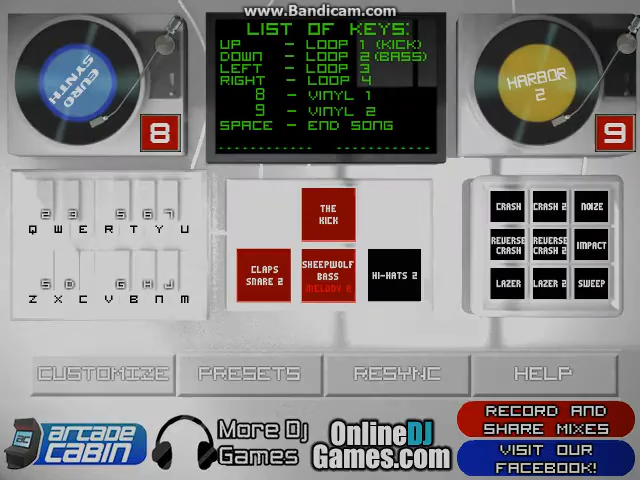 www.Bandicam.com
LIST OF KEYS:
UP - LOOP 1 (KICK)
DOWN - LOOP 2 (BASS)
LEFT - LOOP 3
RIGHT - LOOP 4
8 - VINYL 1
9 - VINYL 2
SPACE - END SONG
EURO
SYNTH
8
HARBOR
2
9
2 3 5 6 7
Q W E R T Y U
S D G H J
Z X C V B N M
THE
KICK
CLAPS
SNARE 2
SHEEPWOLF
BASS
MELODY 2
HI-HATS 2
CRASH CRASH 2 NOIZE
REVERSE
CRASH
REVERSE
CRASH 2
IMPACT
LAZER LAZER 2 SWEEP
CUSTOMIZE PRESETS RESYNC HELP
ac
arcade
cabin
More Dj
Games
OnlineDJ
Games.com
RECORD AND
SHARE MIXES
VISIT OUR
FACEBOOK!